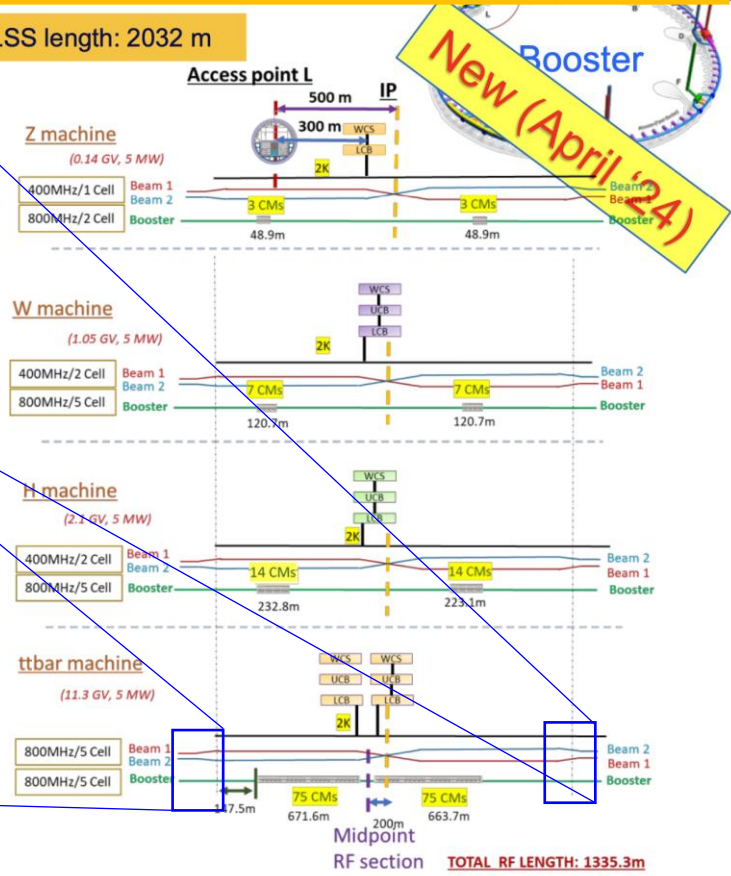 LSS length: 2032 m
Booster
New (April '24)
L
B
D
F
Access point L
IP
500 m
300 m
WCS
LCB
Z machine
(0.14 GV, 5 MW)
2K
400MHz/1 Cell
800MHz/2 Cell
Beam 1
Beam 2
Booster
3 CMs
3 CMs
48.9m
48.9m
Beam 2
Beam 1
Booster
W machine
(1.05 GV, 5 MW)
WCS
UCB
LCB
2K
400MHz/2 Cell
800MHz/5 Cell
Beam 1
Beam 2
Booster
7 CMs
7 CMs
120.7m
120.7m
Beam 2
Beam 1
Booster
H machine
(2.1 GV, 5 MW)
WCS
UCB
LCB
2K
400MHz/2 Cell
800MHz/5 Cell
Beam 1
Beam 2
Booster
14 CMs
14 CMs
232.8m
223.1m
Beam 2
Beam 1
Booster
ttbar machine
(11.3 GV, 5 MW)
WCS
WCS
UCB
UCB
LCB
LCB
2K
800MHz/5 Cell
800MHz/5 Cell
Beam 1
Beam 2
Booster
Beam 2
Beam 1
Booster
147.5m
75 CMs
75 CMs
671.6m
200m
663.7m
Midpoint
RF section
TOTAL RF LENGTH: 1335.3m